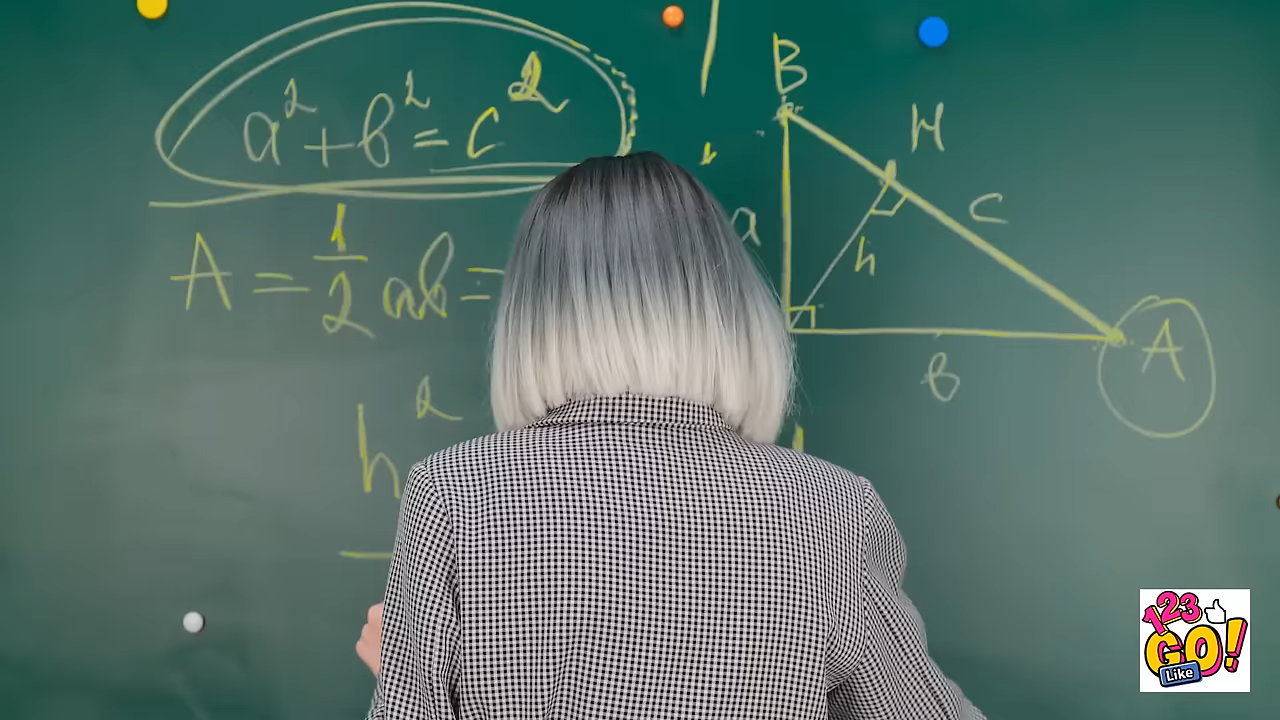 a² + b² = c²
A = 1/2 ab =
h²
B
H
c
a
h
b
A
123
GO!
Like